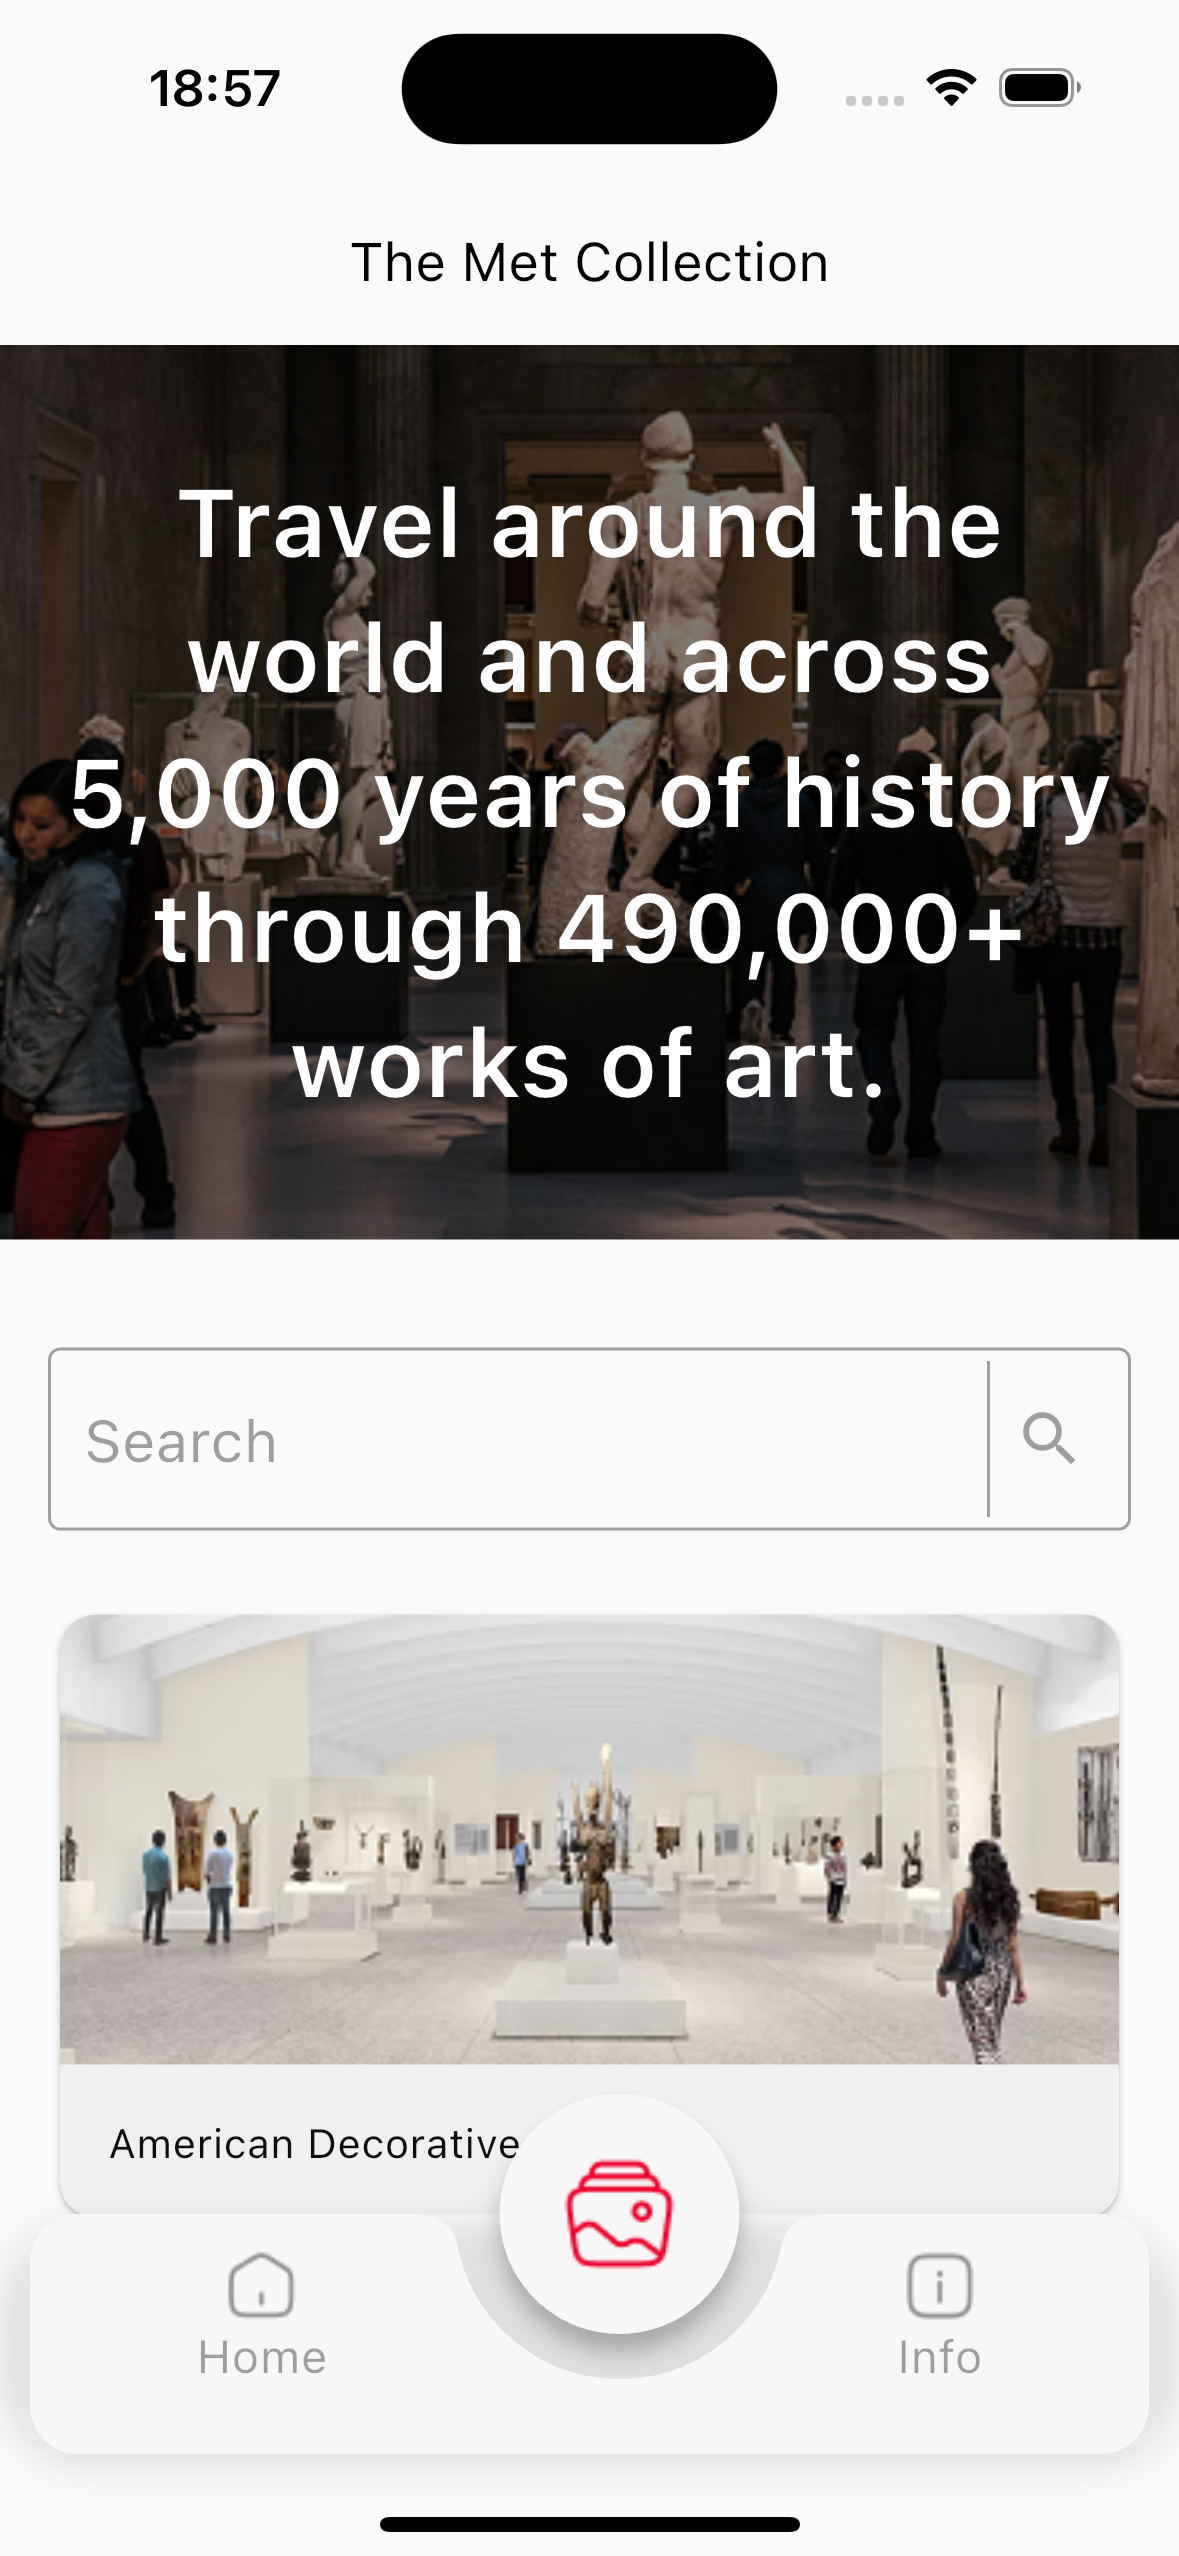 18:57
The Met Collection
Travel around the
world and across
5,000 years of history
through 490,000+
works of art.
Search
American Decorative
Home
Info